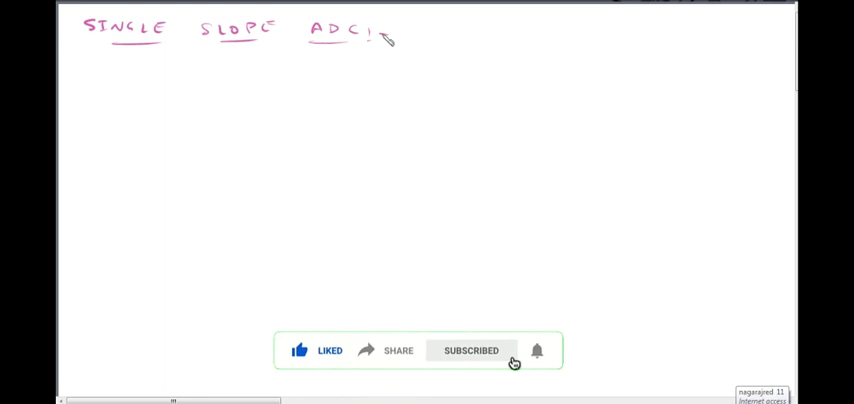 SINGLE SLOPE ADC:
LIKED SHARE SUBSCRIBED
nagarajred 11
Internet access